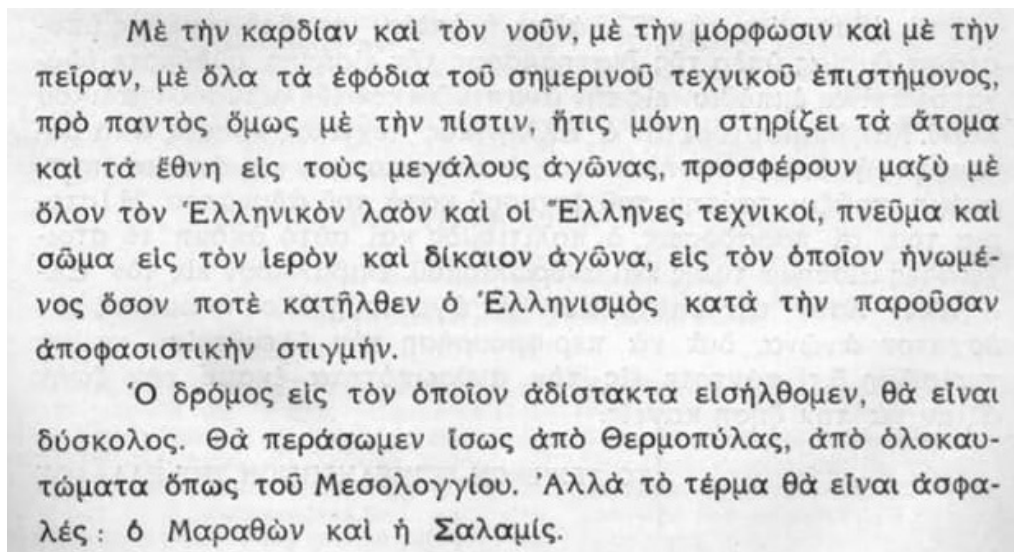 Μὲ τὴν καρδίαν καὶ τὸν νοῦν, μὲ τὴν μόρφωσιν καὶ μὲ τὴν
πεῖραν, μὲ ὅλα τὰ ἐφόδια τοῦ σημερινοῦ τεχνικοῦ ἐπιστήμονος,
πρὸ παντὸς ὅμως μὲ τὴν πίστιν, ἥτις μόνη στηρίζει τὰ ἄτομα
καὶ τὰ ἔθνη εἰς τοὺς μεγάλους ἀγῶνας, προσφέρουν μαζὺ μὲ
ὅλον τὸν Ἑλληνικὸν λαὸν καὶ οἱ Ἕλληνες τεχνικοί, πνεῦμα καὶ
σῶμα εἰς τὸν ἱερὸν καὶ δίκαιον ἀγῶνα, εἰς τὸν ὁποῖον ἡνωμέ-
νος ὅσον ποτὲ κατῆλθεν ὁ Ἑλληνισμὸς κατὰ τὴν παροῦσαν
ἀποφασιστικὴν στιγμήν.
Ὁ δρόμος εἰς τὸν ὁποῖον ἀδίστακτα εἰσήλθομεν, θὰ εἶναι
δύσκολος. Θὰ περάσωμεν ἴσως ἀπὸ Θερμοπύλας, ἀπὸ ὁλοκαυ-
τώματα ὅπως τοῦ Μεσολογγίου. Ἀλλὰ τὸ τέρμα θὰ εἶναι ἀσφα-
λές: ὁ Μαραθὼν καὶ ἡ Σαλαμίς.